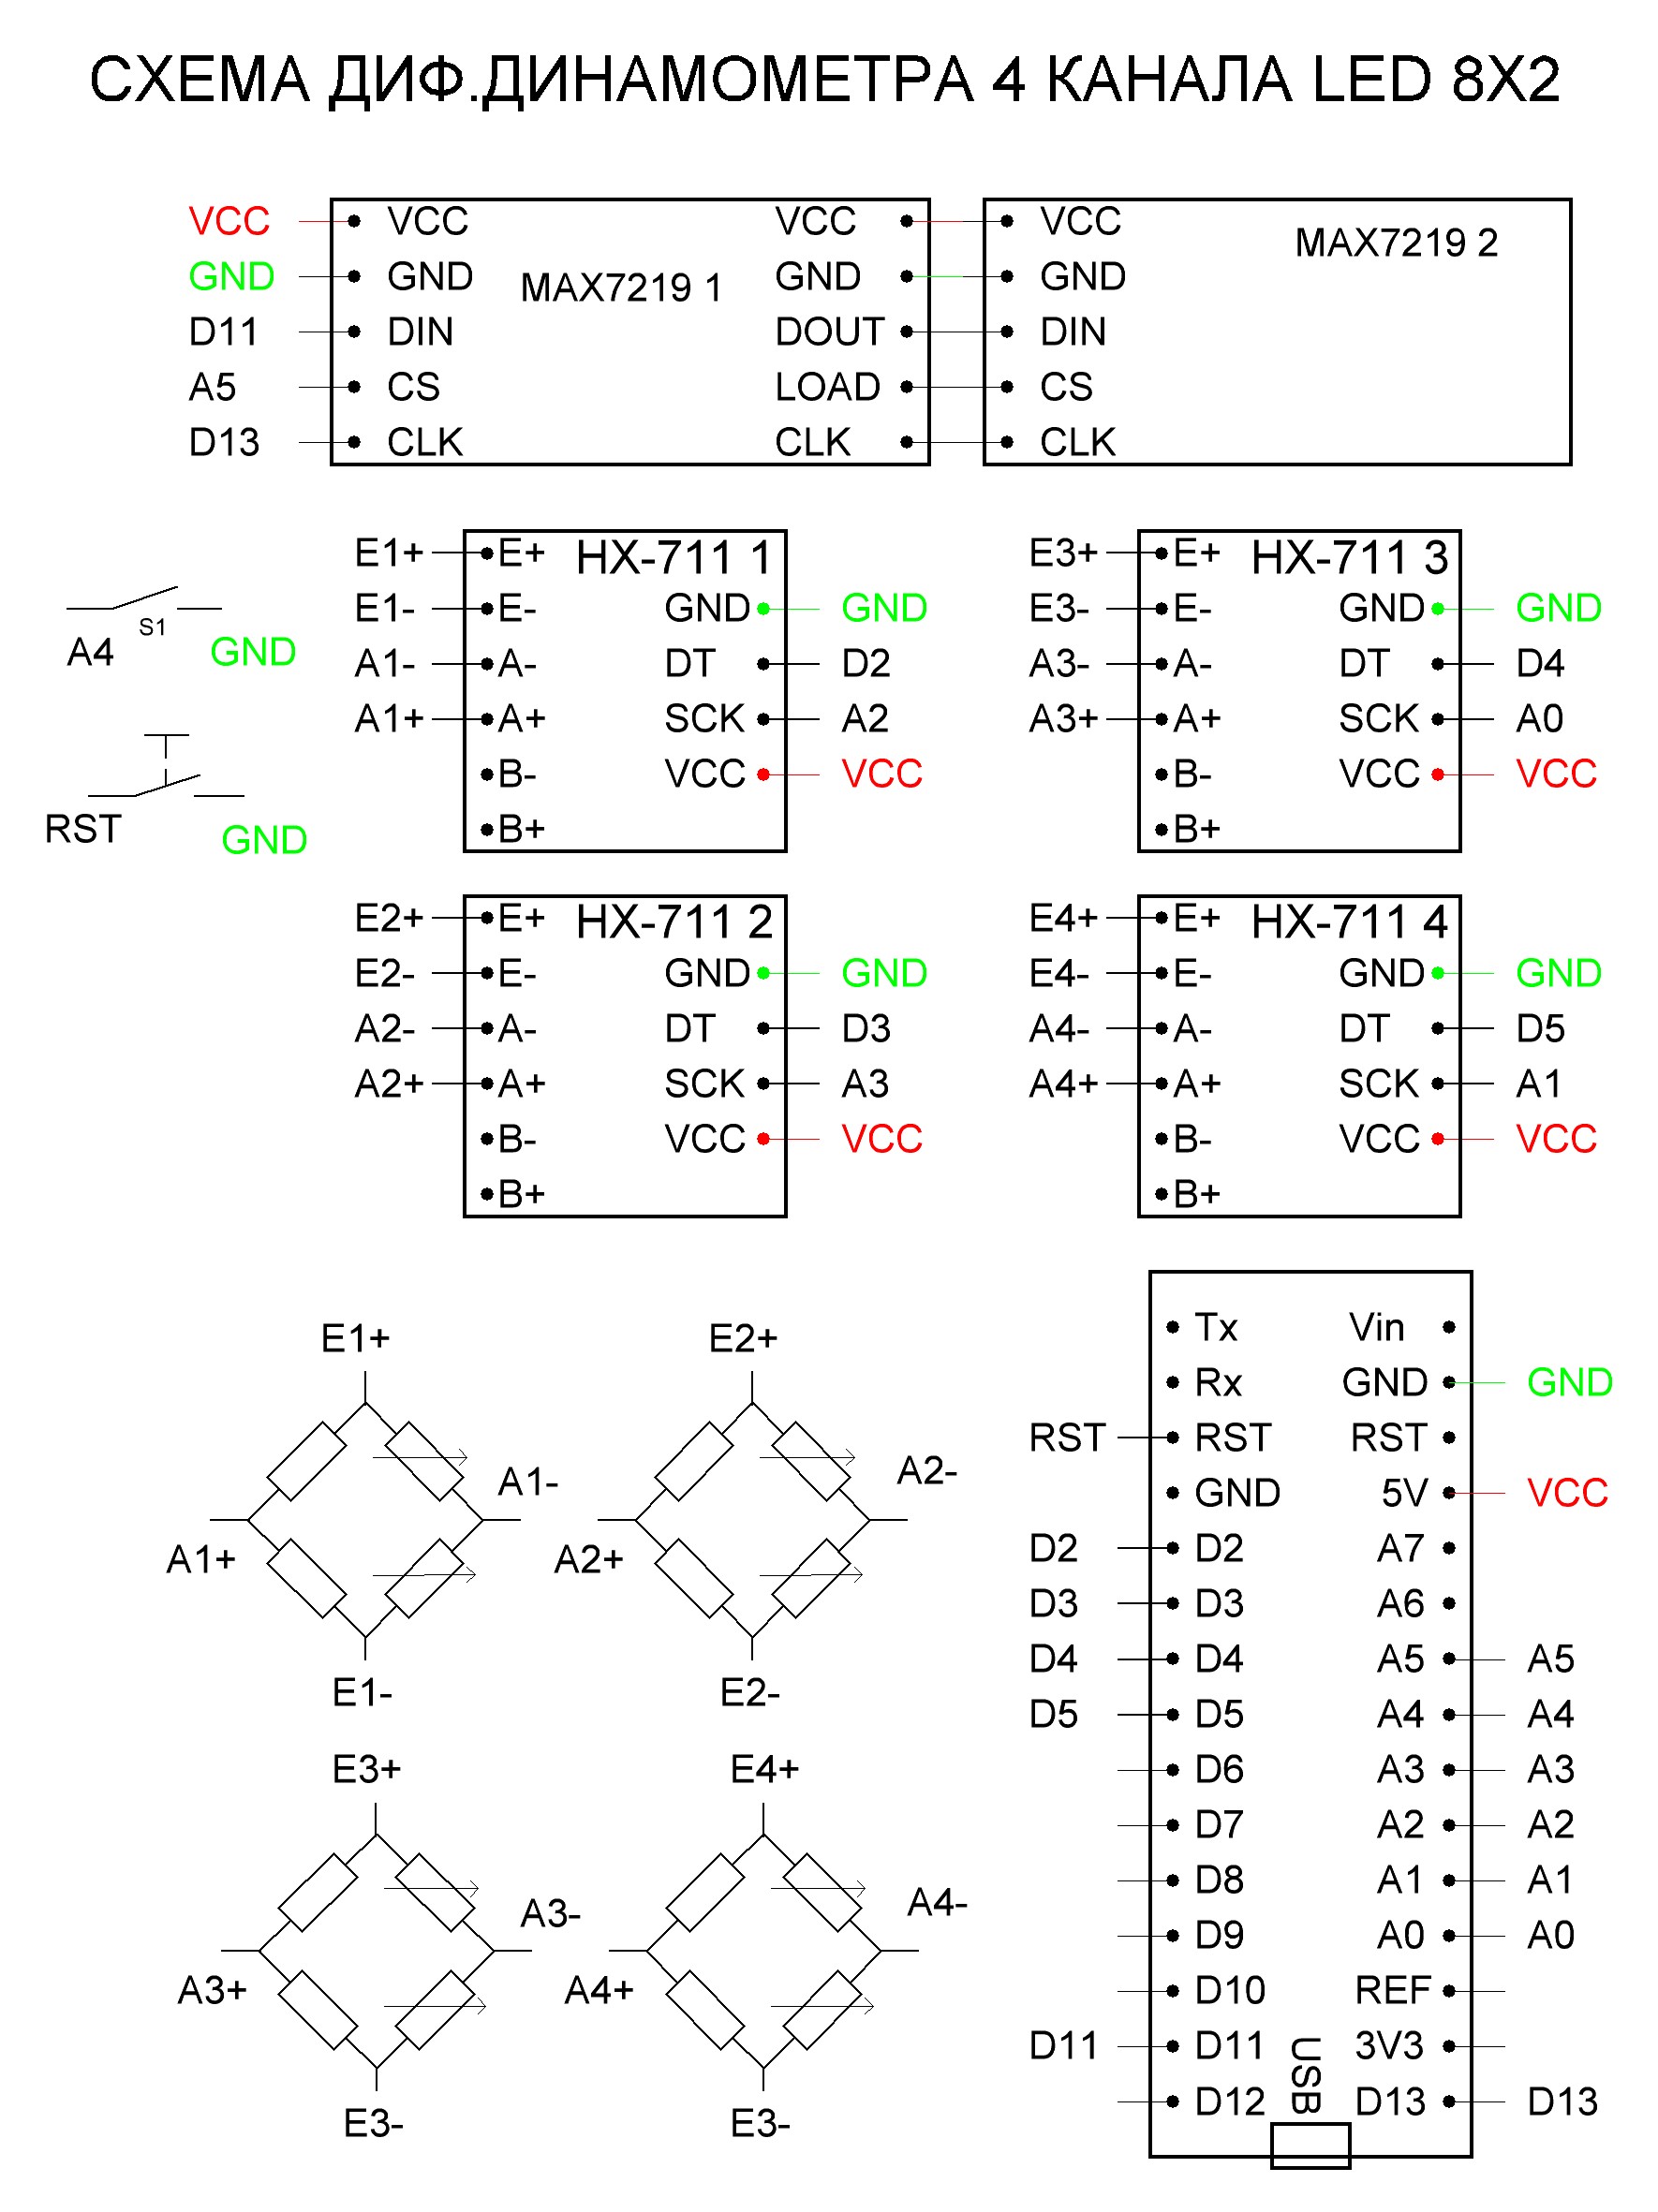 СХЕМА ДИФ.ДИНАМОМЕТРА 4 КАНАЛА LED 8X2
VCC VCC VCC VCC MAX7219 2
GND GND MAX7219 1 GND GND
D11 DIN DOUT DIN
A5 CS LOAD CS
D13 CLK CLK CLK
E1+ E+ HX-711 1 E3+ E+ HX-711 3
E1- E- GND GND E3- E- GND GND
S1
A4 GND A1- A- DT D2 A3- A- DT D4
A1+ A+ SCK A2 A3+ A+ SCK A0
B- VCC VCC B- VCC VCC
RST GND B+ B+
E2+ E+ HX-711 2 E4+ E+ HX-711 4
E2- E- GND GND E4- E- GND GND
A2- A- DT D3 A4- A- DT D5
A2+ A+ SCK A3 A4+ A+ SCK A1
B- VCC VCC B- VCC VCC
B+ B+
E1+ E2+
A1- A2-
A1+ A2+
E1- E2-
E3+ E4+
A3- A4-
A3+ A4+
E3- E3-
Tx Vin
Rx GND GND
RST RST RST
GND 5V VCC
D2 D2 A7
D3 D3 A6
D4 D4 A5 A5
D5 D5 A4 A4
D6 A3 A3
D7 A2 A2
D8 A1 A1
D9 A0 A0
D10 REF
D11 D11 3V3
D12 D13 D13
USB